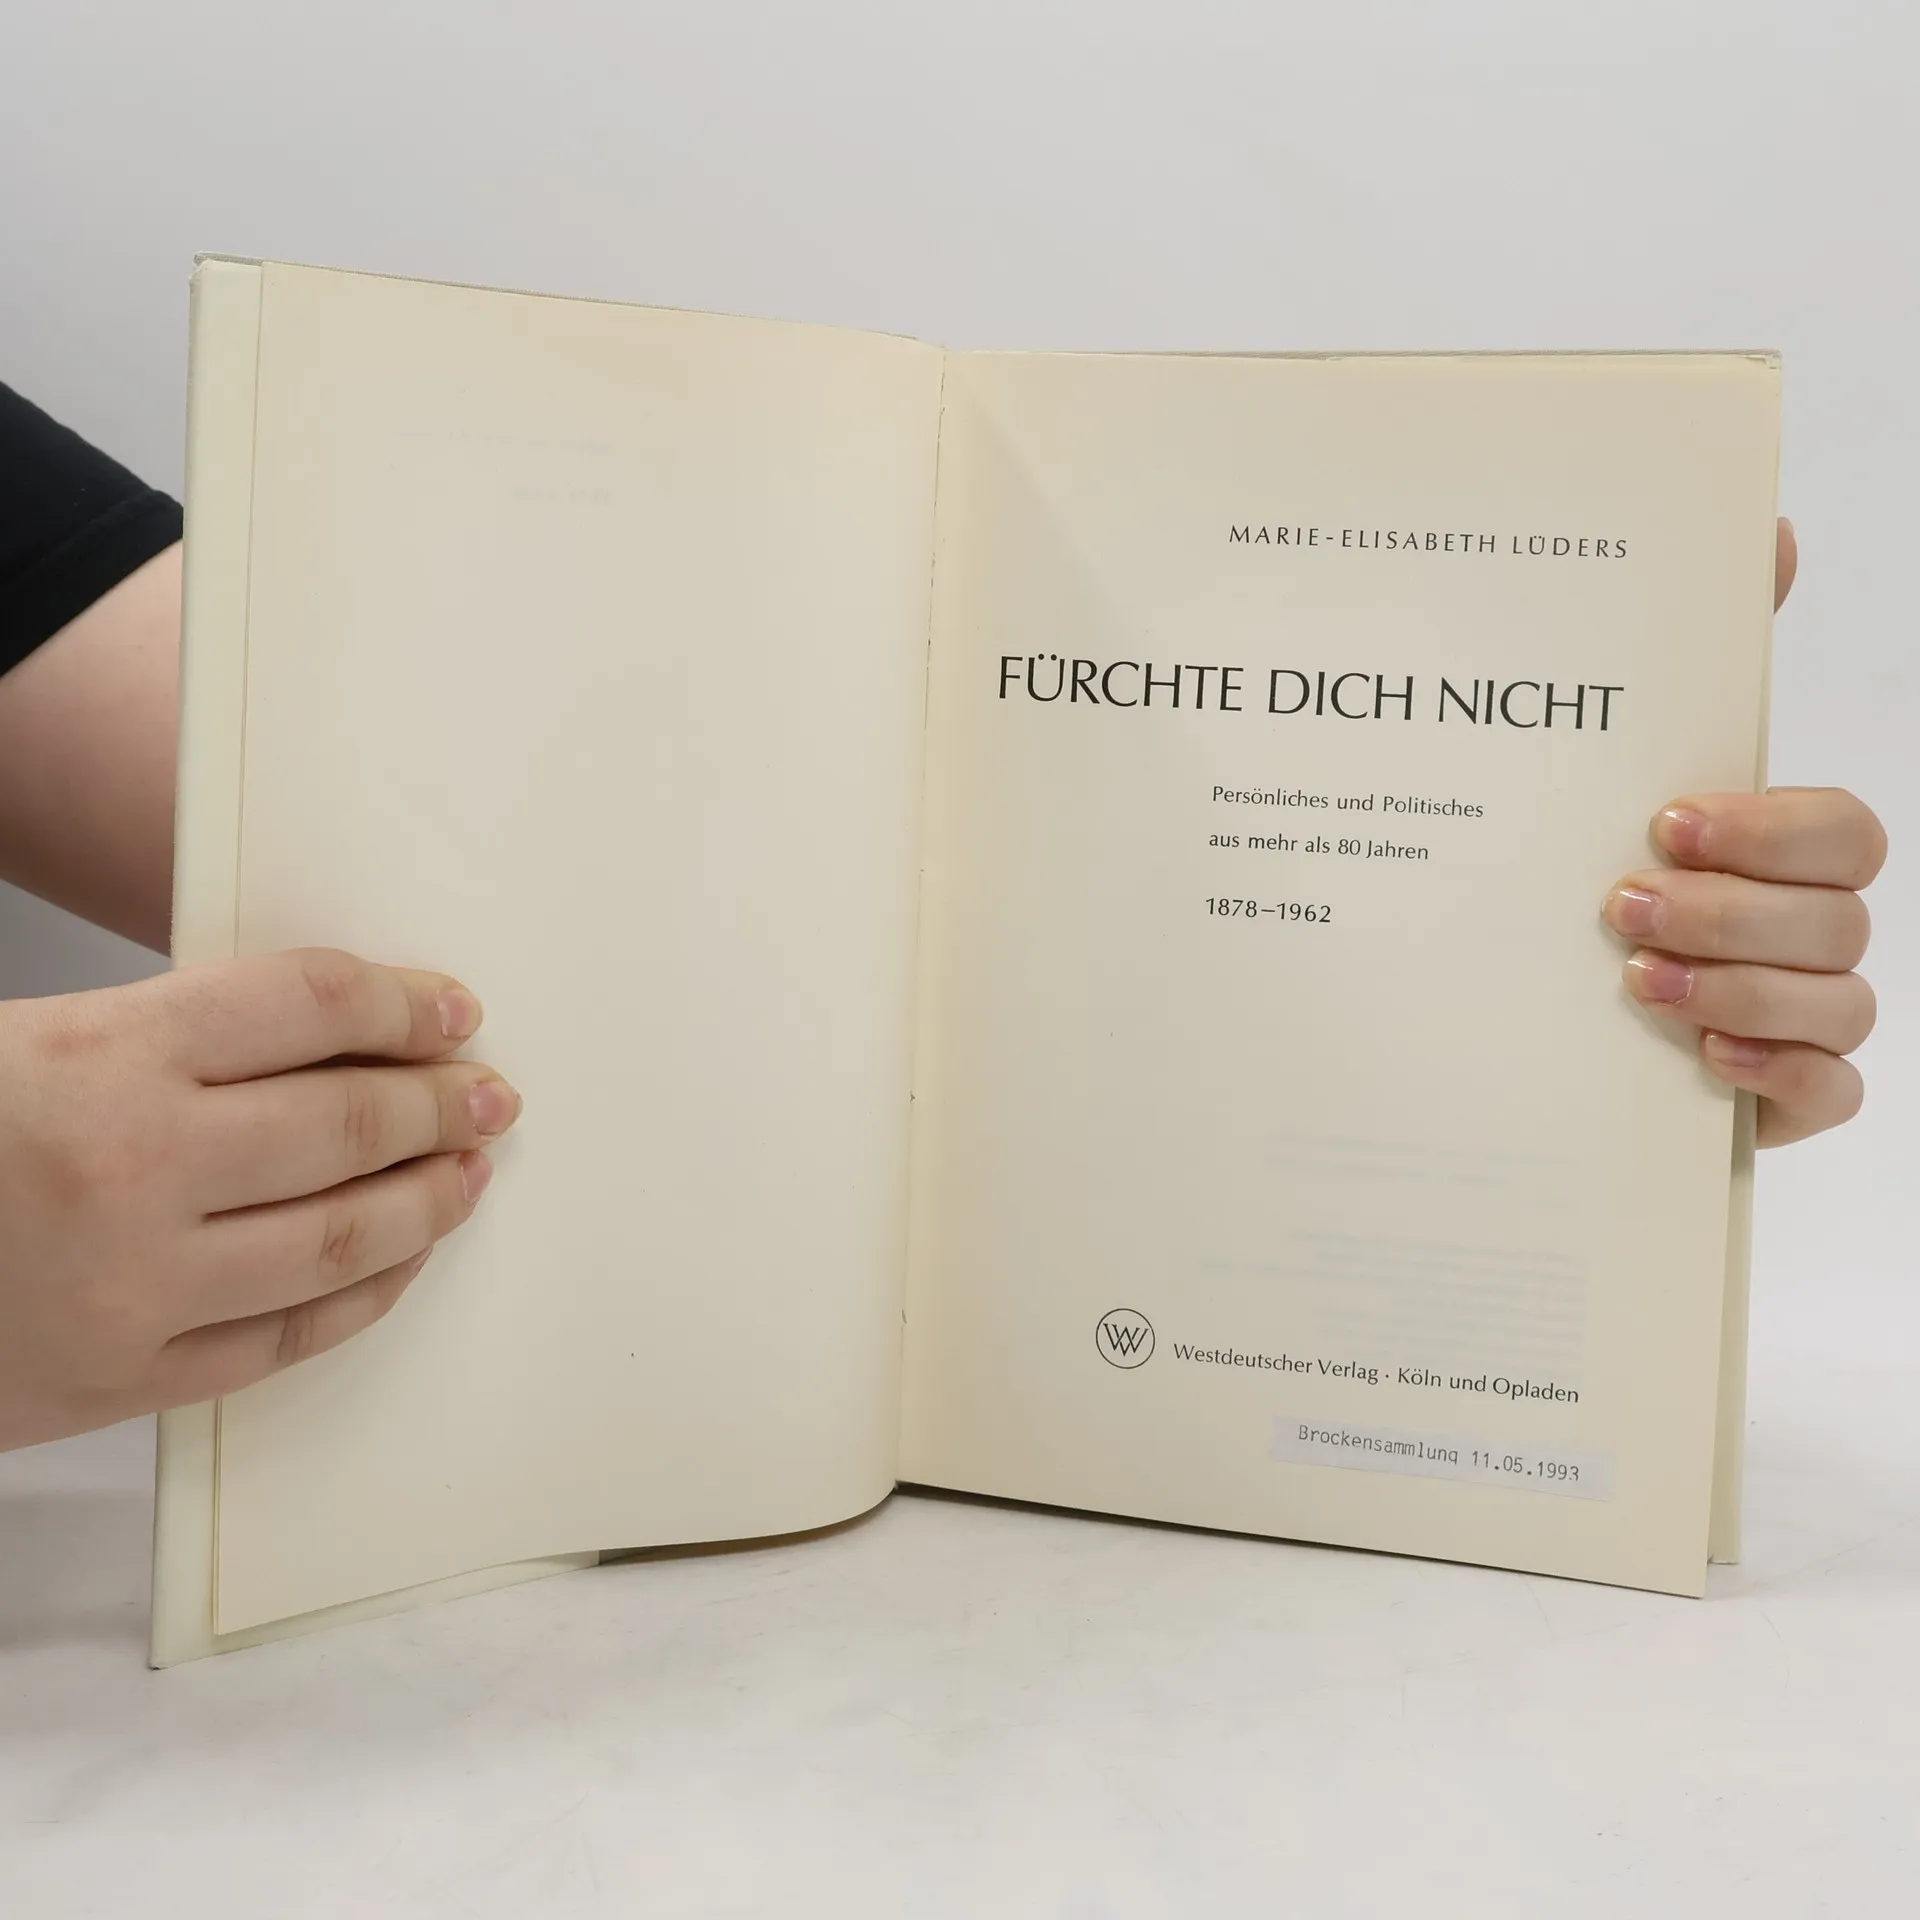 MARIE-ELISABETH LÜDERS
FÜRCHTE DICH NICHT
Persönliches und Politisches
aus mehr als 80 Jahren
1878–1962
Westdeutscher Verlag · Köln und Opladen
Brockensammlung 11.05.1993